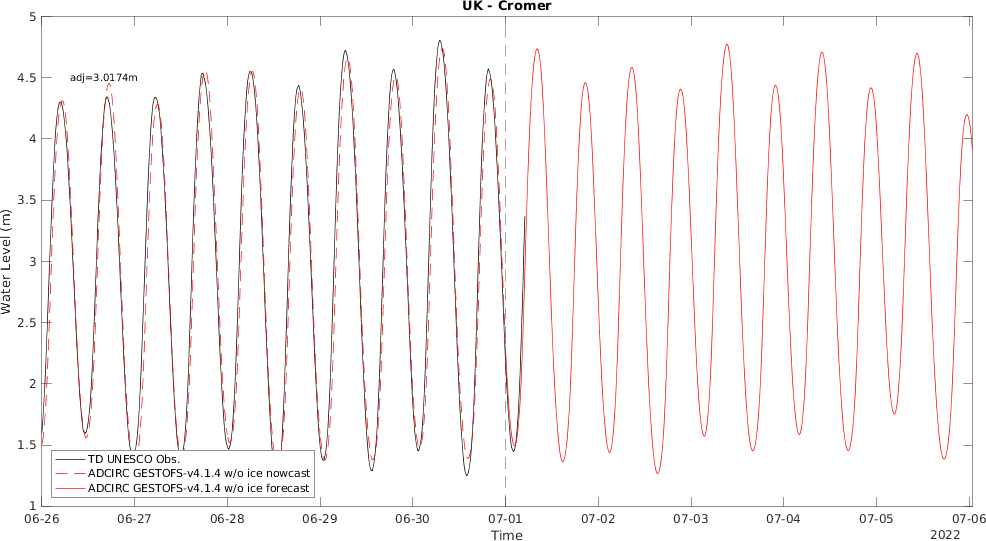 UK - Cromer
5
4.5
4
3.5
3
2.5
2
1.5
1
Water Level (m)
adj=3.0174m
TD UNESCO Obs.
ADCIRC GESTOFS-v4.1.4 w/o ice nowcast
ADCIRC GESTOFS-v4.1.4 w/o ice forecast
06-26 06-27 06-28 06-29 06-30 07-01 07-02 07-03 07-04 07-05 07-06
Time
2022